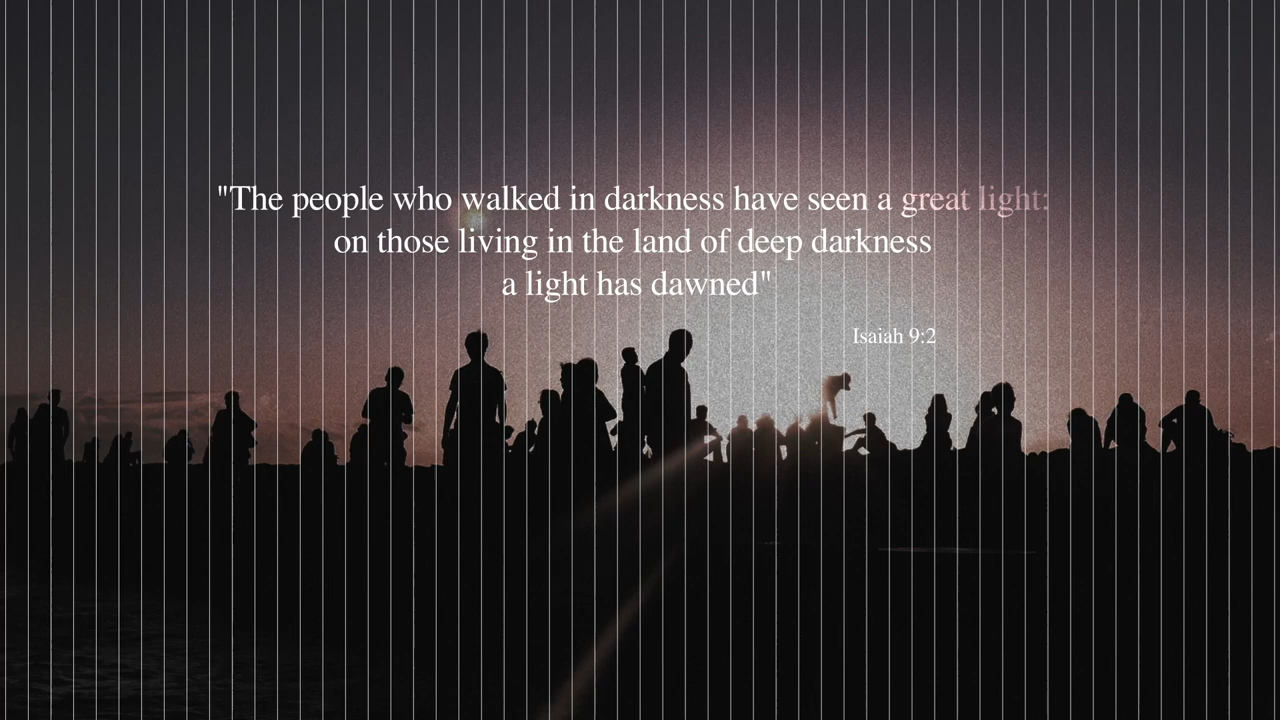 "The people who walked in darkness have seen a great light:
on those living in the land of deep darkness
a light has dawned"
Isaiah 9:2